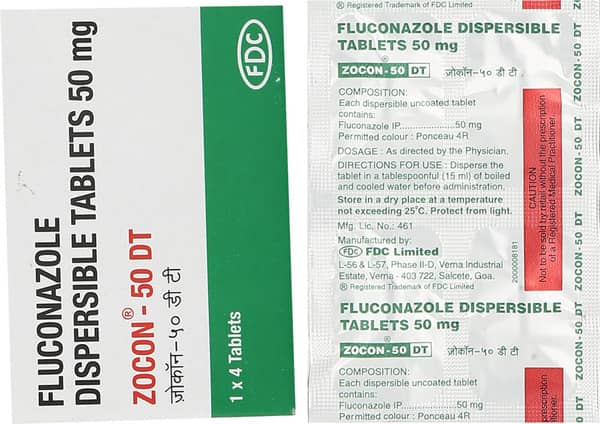 FLUCONAZOLE
DISPERSIBLE TABLETS 50 mg
ZOCON® - 50 DT
ज़ोकॉन-५० डी टी
1 x 4 Tablets
FDC
® Registered Trademark of FDC Limited
FLUCONAZOLE DISPERSIBLE
TABLETS 50 mg
ZOCON-50 DT ज़ोकॉन-५० डी टी
COMPOSITION:
Each dispersible uncoated tablet
contains:
Fluconazole IP..................50 mg
Permitted colour : Ponceau 4R
DOSAGE : As directed by the Physician.
DIRECTIONS FOR USE : Disperse the
tablet in a tablespoonful (15 ml) of boiled
and cooled water before administration.
Store in a dry place at a temperature
not exceeding 25°C. Protect from light.
Mfg. Lic. No.: 461
Manufactured by:
FDC FDC Limited
L-56 & L-57, Phase II-D, Verna Industrial
Estate, Verna - 403 722, Salcete, Goa.
® Registered Trademark of FDC Limited
FLUCONAZOLE DISPERSIBLE
TABLETS 50 mg
ZOCON-50 DT ज़ोकॉन-५० डी टी
COMPOSITION:
Each dispersible uncoated tablet
contains:
Fluconazole IP..................50 mg
Permitted colour : Ponceau 4R
2000008181
CAUTION
Not to be sold by retail without the prescription
of a Registered Medical Practitioner.
ZOCON-50 DT
ZOCON-50 DT